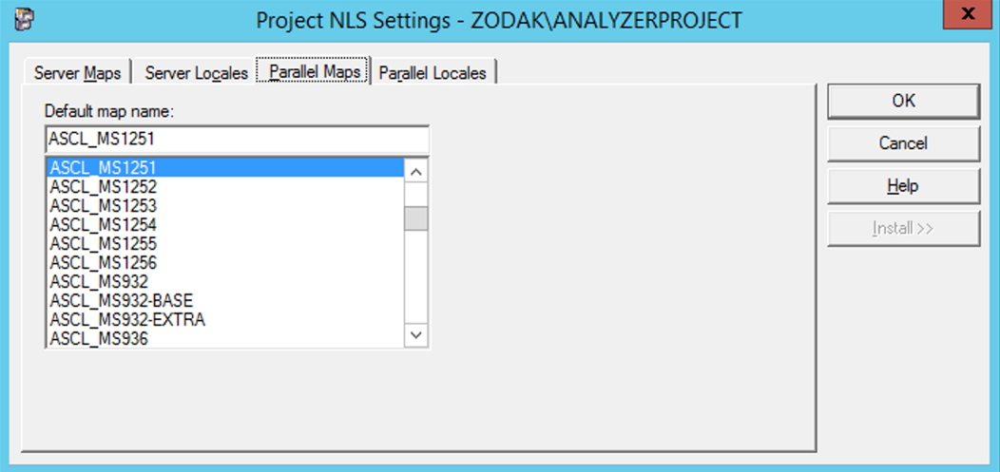 Project NLS Settings - ZODAK\ANALYZERPROJECT
x
Server Maps Server Locales Parallel Maps Parallel Locales
Default map name:
ASCL_MS1251
ASCL_MS1251
ASCL_MS1252
ASCL_MS1253
ASCL_MS1254
ASCL_MS1255
ASCL_MS1256
ASCL_MS932
ASCL_MS932-BASE
ASCL_MS932-EXTRA
ASCL_MS936
OK
Cancel
Help
Install >>